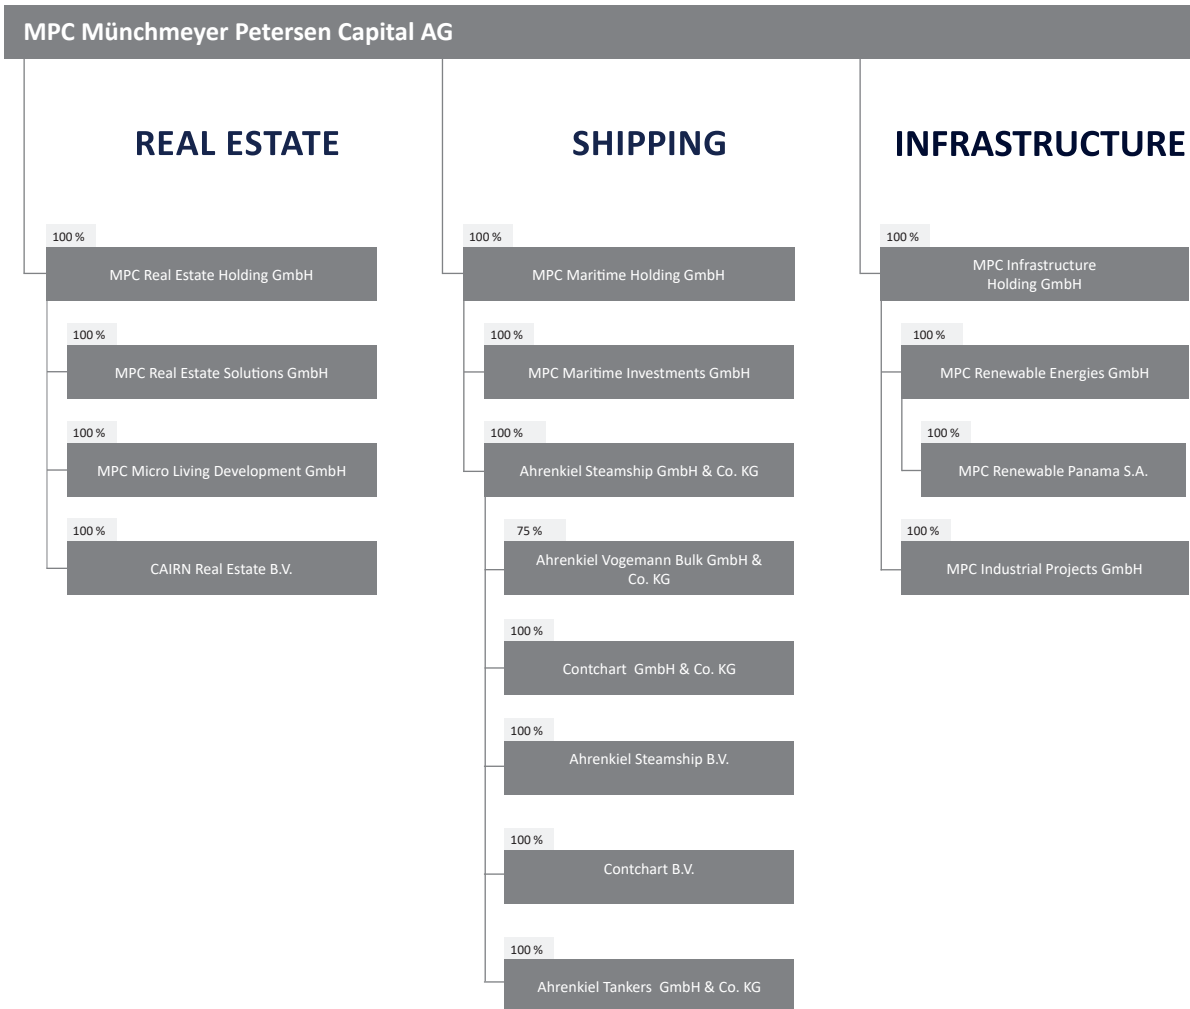 MPC Münchmeyer Petersen Capital AG
REAL ESTATE
100 %
MPC Real Estate Holding GmbH
100 %
MPC Real Estate Solutions GmbH
100 %
MPC Micro Living Development GmbH
100 %
CAIRN Real Estate B.V.
SHIPPING
100 %
MPC Maritime Holding GmbH
100 %
MPC Maritime Investments GmbH
100 %
Ahrenkiel Steamship GmbH & Co. KG
75 %
Ahrenkiel Vogemann Bulk GmbH &
Co. KG
100 %
Contchart GmbH & Co. KG
100 %
Ahrenkiel Steamship B.V.
100 %
Contchart B.V.
100 %
Ahrenkiel Tankers GmbH & Co. KG
INFRASTRUCTURE
100 %
MPC Infrastructure
Holding GmbH
100 %
MPC Renewable Energies GmbH
100 %
MPC Renewable Panama S.A.
100 %
MPC Industrial Projects GmbH